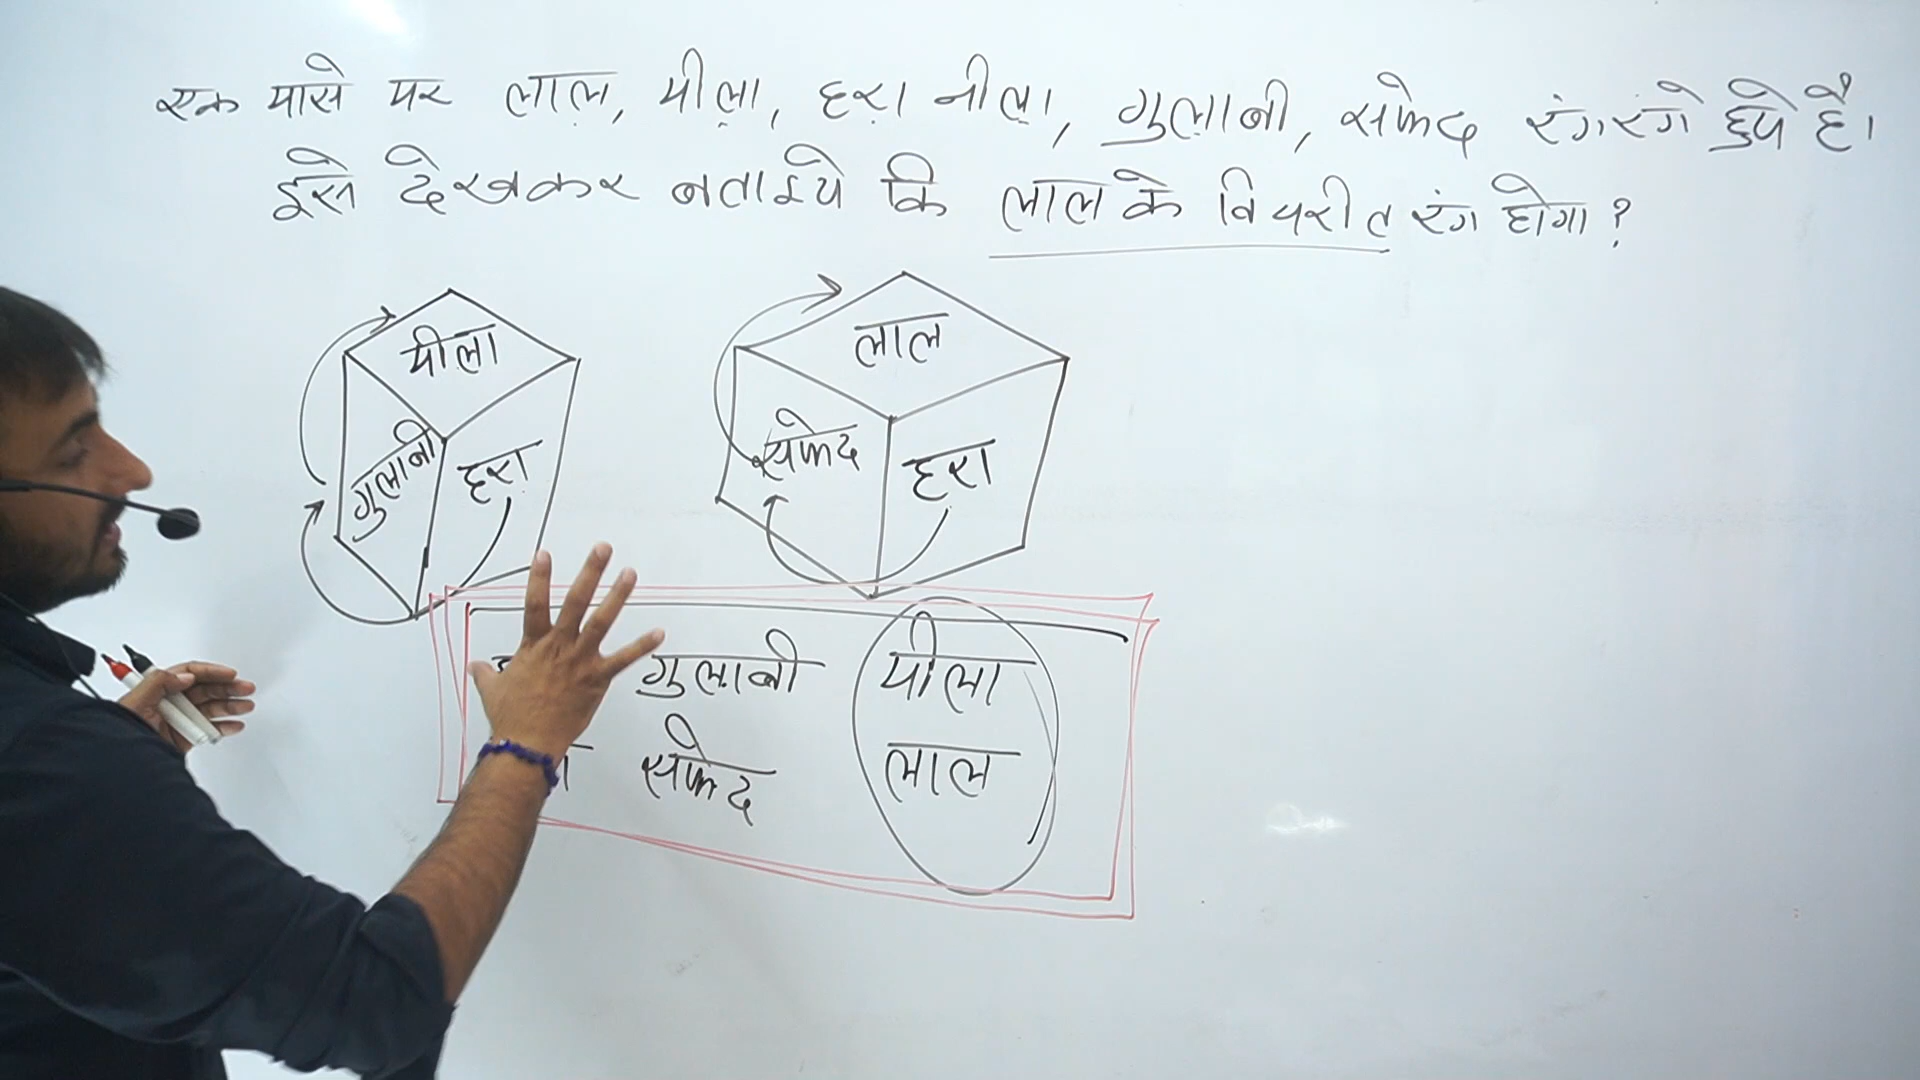 एक पासे पर लाल, पीला, हरा नीला, गुलाबी, सफेद रंग रंगे हुये है।
इसे देखकर बताइये कि लाल के विपरीत रंग होगा?
पीला
गुलाबी
हरा
लाल
सफेद
हरा
गुलाबी पीला
सफेद लाल